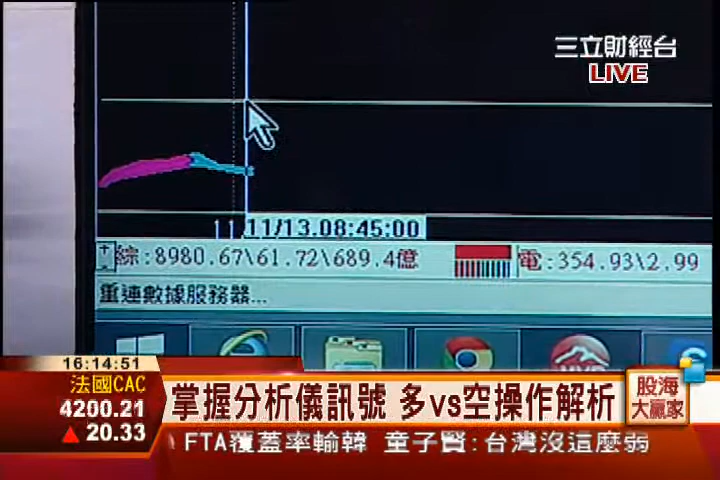 三立財經台
LIVE
11
11/13.08:45:00
綜:8980.67\61.72\689.4億
電:354.93\2.99
重連數據服務器...
16:14:51
法國CAC
4200.21
▲ 20.33
掌握分析儀訊號 多vs空操作解析
股海
大贏家
FTA覆蓋率輸韓 童子賢:台灣沒這麼弱